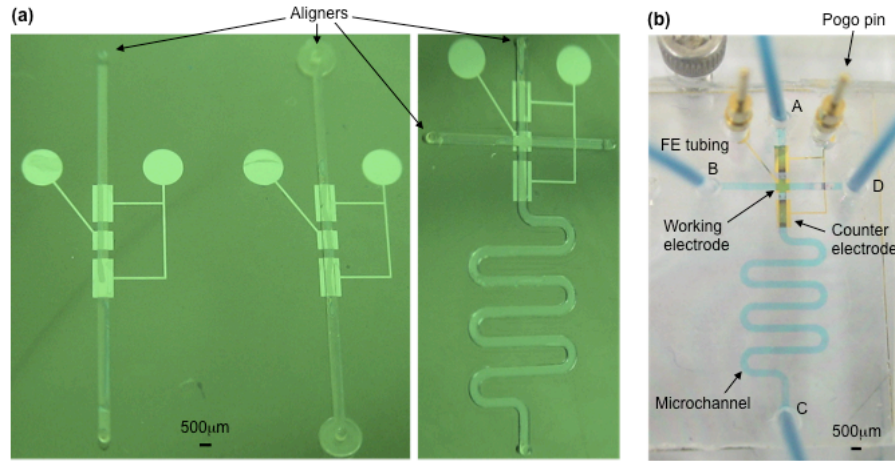 (a)
Aligners
500μm
(b)
Pogo pin
A
FE tubing
B
D
Working
electrode
Counter
electrode
Microchannel
C
500μm